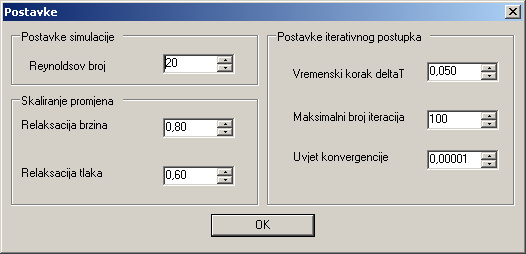 Postavke
Postavke simulacije
Reynoldsov broj
20
Skaliranje promjena
Relaksacija brzina
0,80
Relaksacija tlaka
0,60
Postavke iterativnog postupka
Vremenski korak deltaT
0,050
Maksimalni broj iteracija
100
Uvjet konvergencije
0,00001
OK